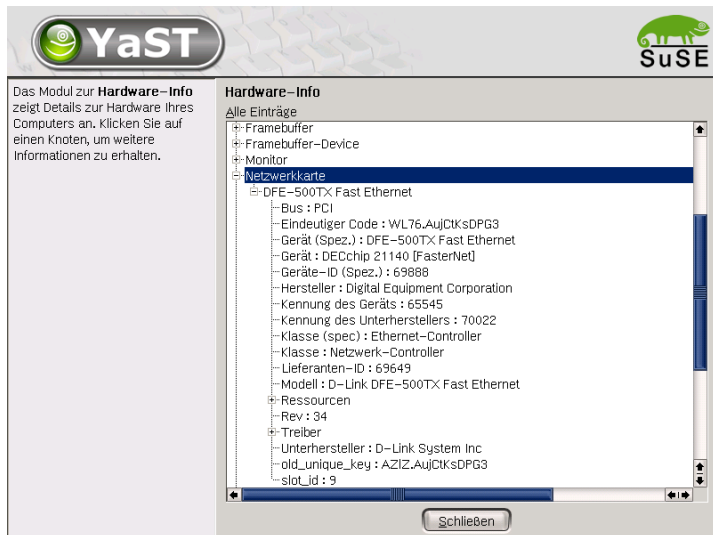 YaST
SuSE
Das Modul zur Hardware–Info
zeigt Details zur Hardware Ihres
Computers an. Klicken Sie auf
einen Knoten, um weitere
Informationen zu erhalten.
Hardware–Info
Alle Einträge
Framebuffer
Framebuffer–Device
Monitor
Netzwerkkarte
DFE–500TX Fast Ethernet
Bus : PCI
Eindeutiger Code : WL76.AujCtKsDPG3
Gerät (Spez.) : DFE–500TX Fast Ethernet
Gerät : DECchip 21140 [FasterNet]
Geräte–ID (Spez.) : 69888
Hersteller : Digital Equipment Corporation
Kennung des Geräts : 65545
Kennung des Unterherstellers : 70022
Klasse (spec) : Ethernet–Controller
Klasse : Netzwerk–Controller
Lieferanten–ID : 69649
Modell : D–Link DFE–500TX Fast Ethernet
Ressourcen
Rev : 34
Treiber
Unterhersteller : D–Link System Inc
old_unique_key : AZIZ.AujCtKsDPG3
slot_id : 9
Schließen